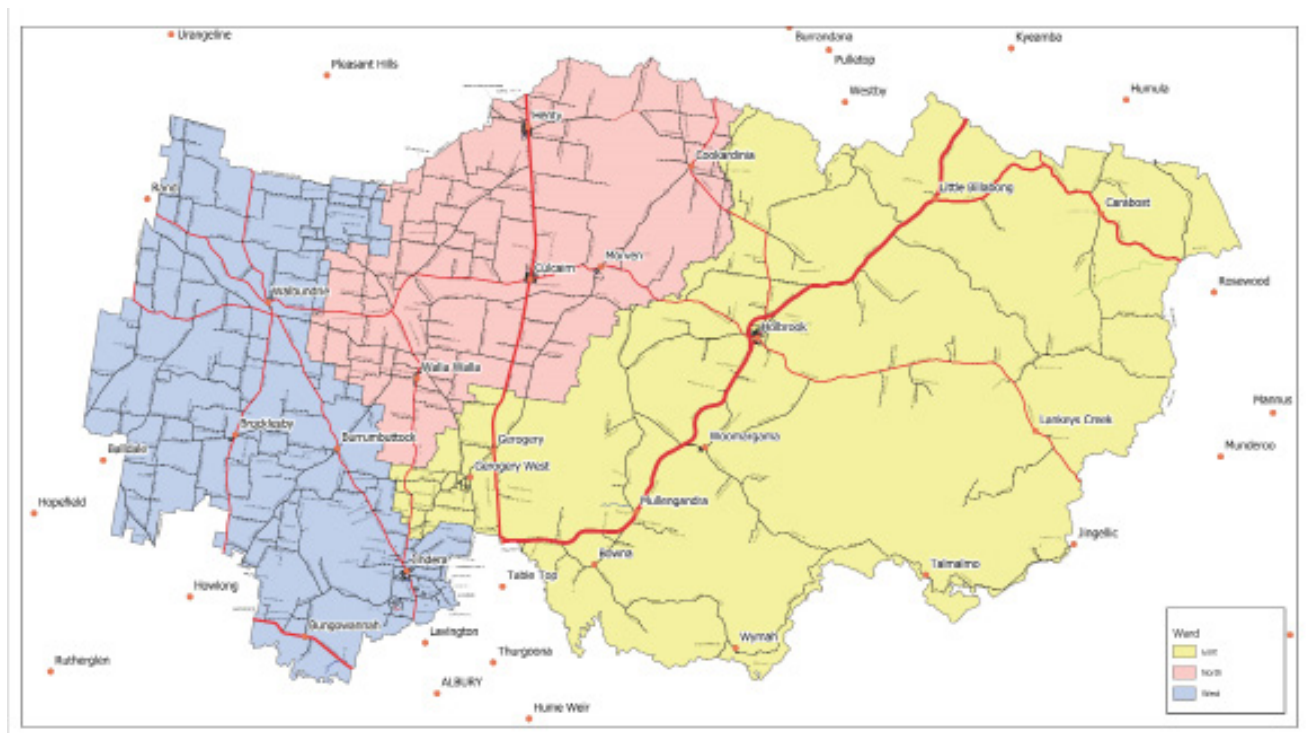 Urangeline
Burrandana
Kyeamba
Pulletop
Pleasant Hills
Westby
Humula
Henty
Cookardinia
Rand
Little Billabong
Carabost
Culcairn
Morven
Rosewood
Walbundrie
Holbrook
Walla Walla
Mannus
Brocklesby
Burrumbuttock
Gerogery
Woomargama
Lankeys Creek
Balldale
Gerogery West
Munderoo
Hopefield
Mullengandra
Jingellic
Bowna
Jindera
Talmalmo
Table Top
Howlong
Bungowannah
Lavington
Wymah
Ward
East
North
West
Thurgoona
Rutherglen
ALBURY
Hume Weir